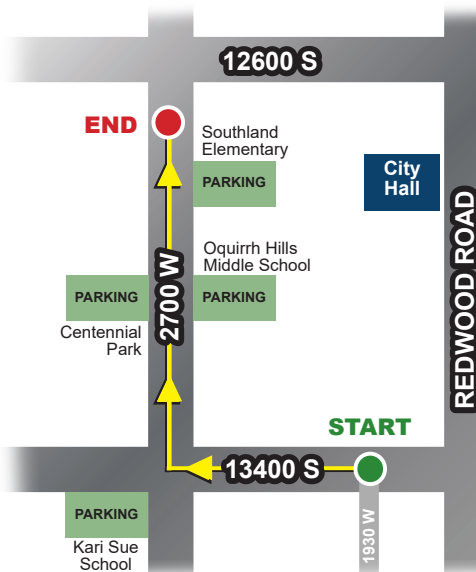 12600 S
END
Southland
Elementary
PARKING
City
Hall
REDWOOD ROAD
Oquirrh Hills
Middle School
PARKING
2700 W
PARKING
Centennial
Park
START
13400 S
1930 W
PARKING
Kari Sue
School